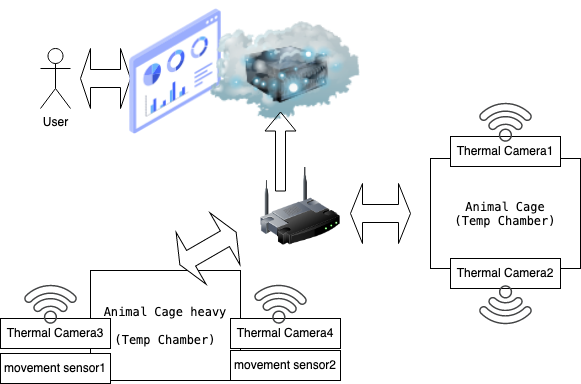 User
Thermal Camera1
Animal Cage
(Temp Chamber)
Thermal Camera2
Animal Cage heavy
(Temp Chamber)
Thermal Camera3
Thermal Camera4
movement sensor1
movement sensor2